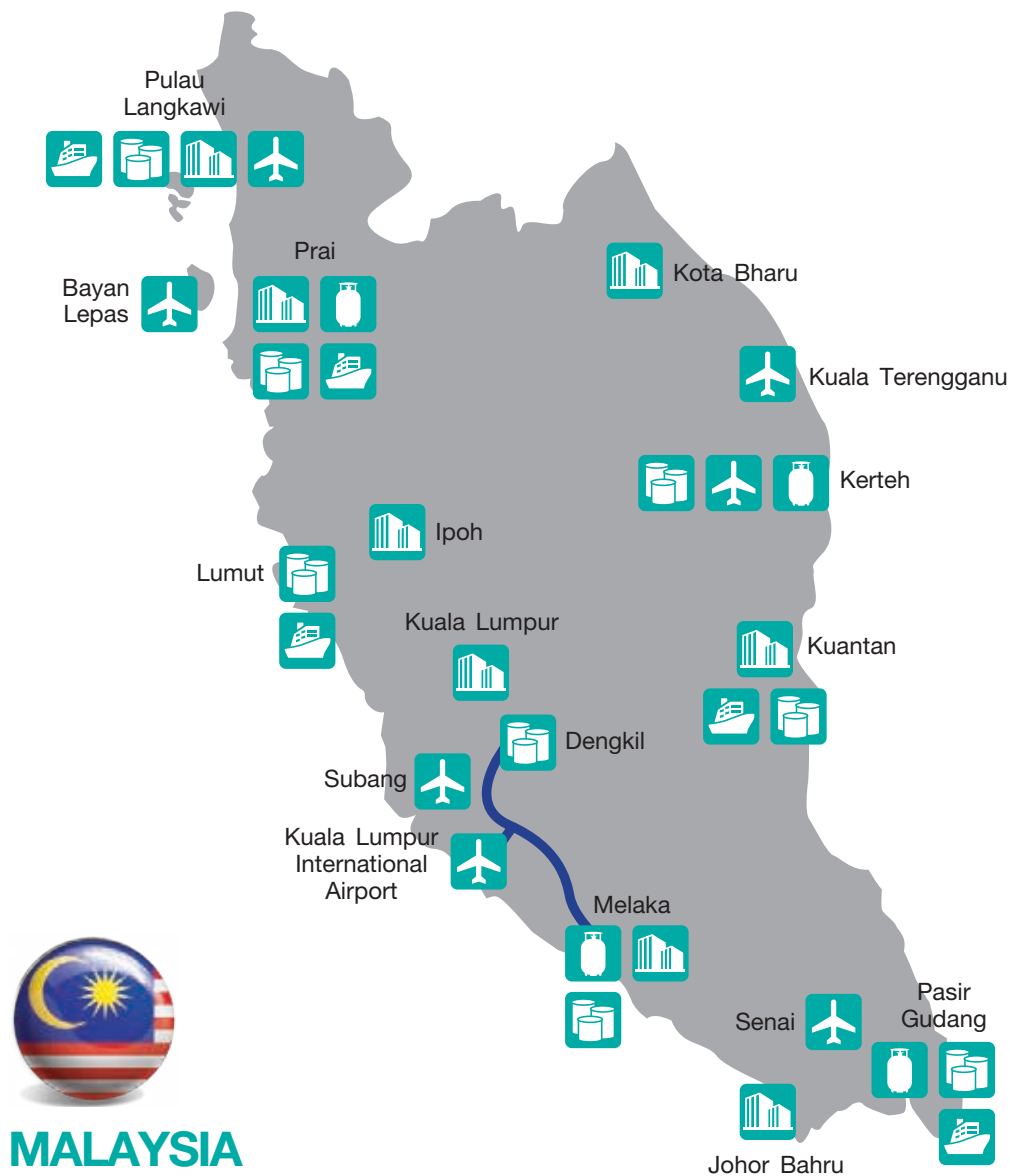 Pulau
Langkawi
Prai
Kota Bharu
Bayan
Lepas
Kuala Terengganu
Kerteh
Ipoh
Lumut
Kuala Lumpur
Kuantan
Dengkil
Subang
Kuala Lumpur
International
Airport
Melaka
Pasir
Gudang
Senai
Johor Bahru
MALAYSIA